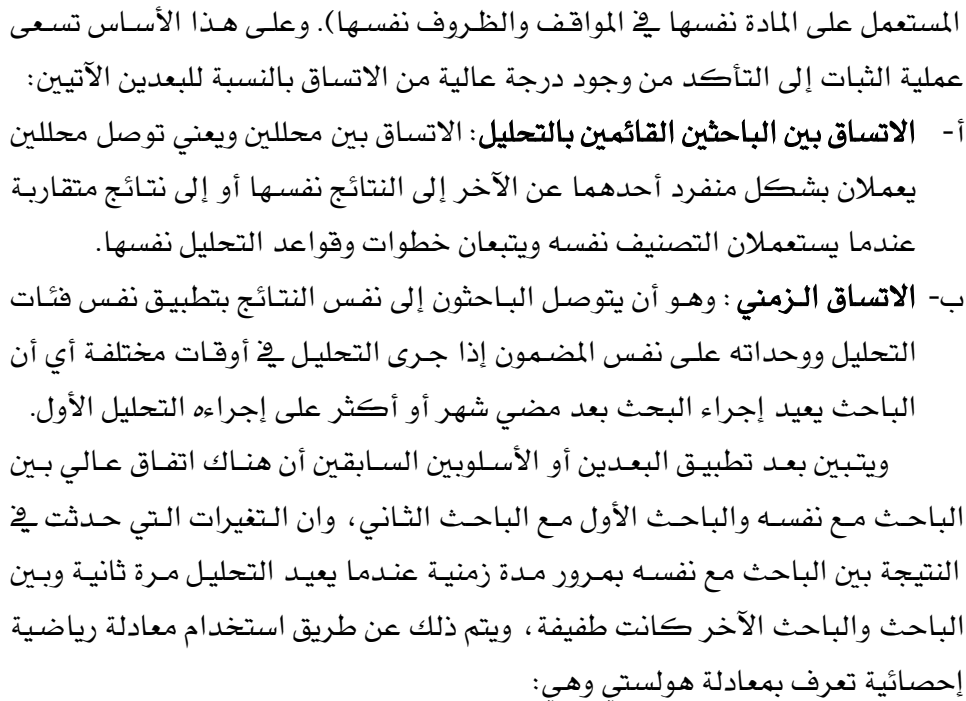 المستعمل على المادة نفسها في المواقف والظروف نفسها). وعلى هذا الأساس تسعى
عملية الثبات إلى التأكد من وجود درجة عالية من الاتساق بالنسبة للبعدين الآتيين:
أ- الاتساق بين الباحثين القائمين بالتحليل: الاتساق بين محللين ويعني توصل محللين
يعملان بشكل منفرد أحدهما عن الآخر إلى النتائج نفسها أو إلى نتائج متقاربة
عندما يستعملان التصنيف نفسه ويتبعان خطوات وقواعد التحليل نفسها.
ب- الاتساق الزمني: وهو أن يتوصل الباحثون إلى نفس النتائج بتطبيق نفس فئات
التحليل ووحداته على نفس المضمون إذا جرى التحليل في أوقات مختلفة أي أن
الباحث يعيد إجراء البحث بعد مضي شهر أو أكثر على إجراءه التحليل الأول.
ويتبين بعد تطبيق البعدين أو الأسلوبين السابقين أن هناك اتفاق عالي بين
الباحث مع نفسه والباحث الأول مع الباحث الثاني، وان التغيرات التي حدثت في
النتيجة بين الباحث مع نفسه بمرور مدة زمنية عندما يعيد التحليل مرة ثانية وبين
الباحث والباحث الآخر كانت طفيفة، ويتم ذلك عن طريق استخدام معادلة رياضية
إحصائية تعرف بمعادلة هولستي وهي: